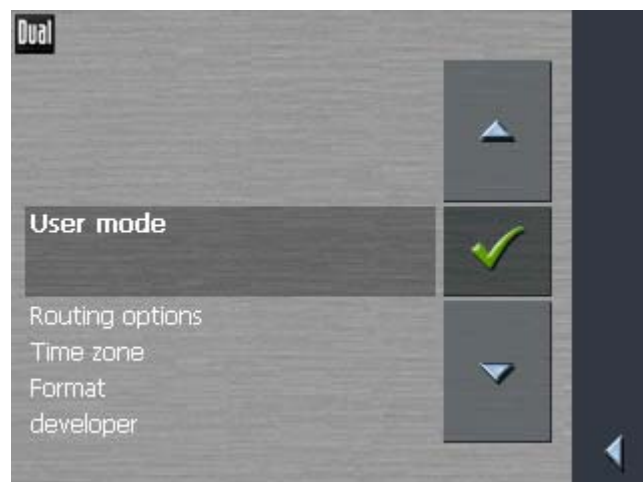 Dual
User mode
Routing options
Time zone
Format
developer